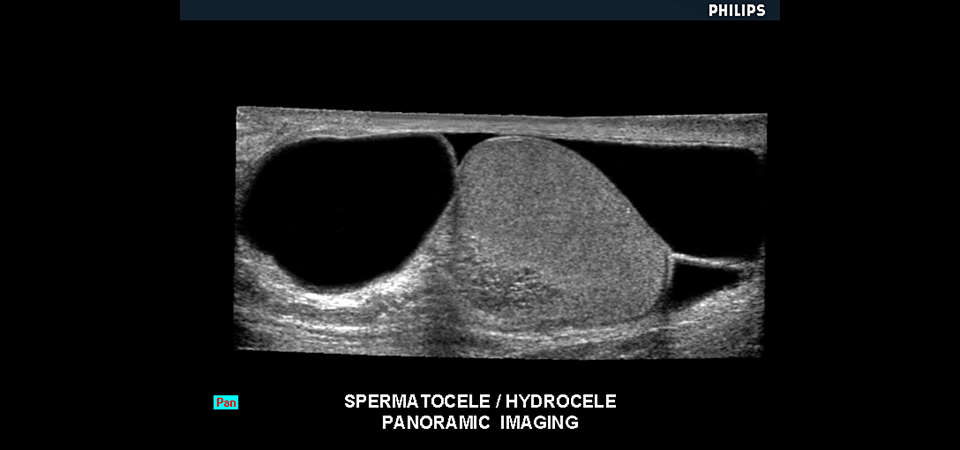 PHILIPS
Pan
SPERMATOCELE / HYDROCELE
PANORAMIC IMAGING